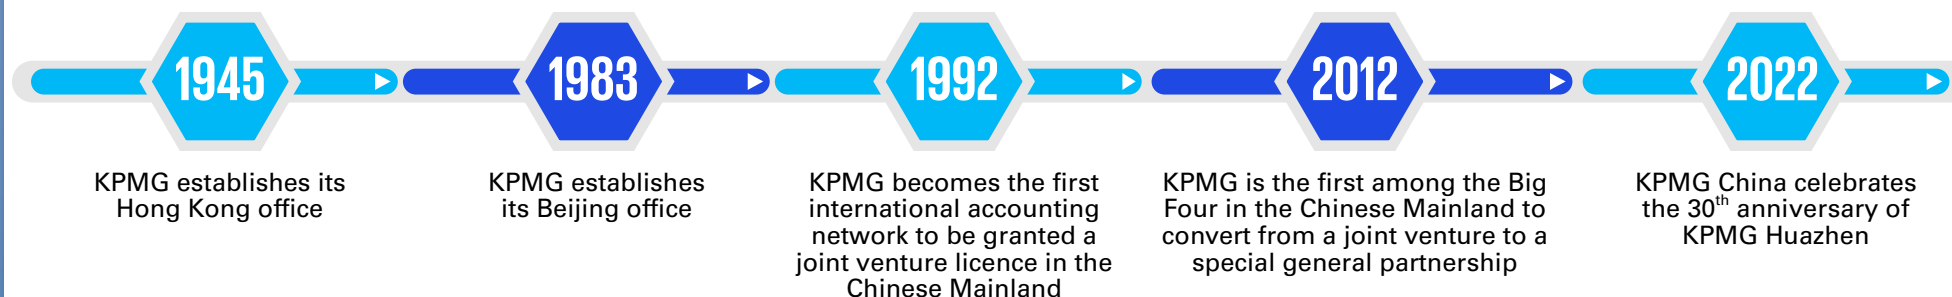 1945
KPMG establishes its
Hong Kong office
1983
KPMG establishes
its Beijing office
1992
KPMG becomes the first
international accounting
network to be granted a
joint venture licence in the
Chinese Mainland
2012
KPMG is the first among the Big
Four in the Chinese Mainland to
convert from a joint venture to a
special general partnership
2022
KPMG China celebrates
the 30th anniversary of
KPMG Huazhen